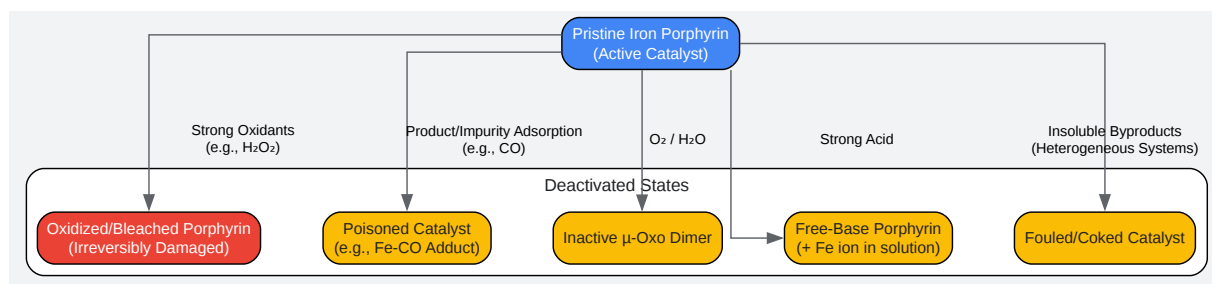 Pristine Iron Porphyrin
(Active Catalyst)
Strong Oxidants
(e.g., H₂O₂)
Product/Impurity Adsorption
(e.g., CO)
O₂ / H₂O
Strong Acid
Insoluble Byproducts
(Heterogeneous Systems)
Deactivated States
Oxidized/Bleached Porphyrin
(Irreversibly Damaged)
Poisoned Catalyst
(e.g., Fe-CO Adduct)
Inactive µ-Oxo Dimer
Free-Base Porphyrin
(+ Fe ion in solution)
Fouled/Coked Catalyst